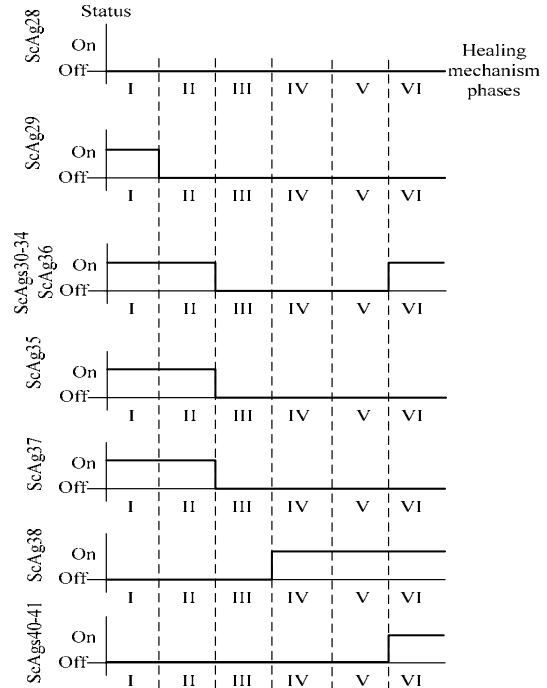 Status
ScAg28
On
Off
I II III IV V VI
Healing
mechanism
phases
ScAg29
On
Off
I II III IV V VI
ScAgs30-34
ScAg36
On
Off
I II III IV V VI
ScAg35
On
Off
I II III IV V VI
ScAg37
On
Off
I II III IV V VI
ScAg38
On
Off
I II III IV V VI
ScAgs40-41
On
Off
I II III IV V VI